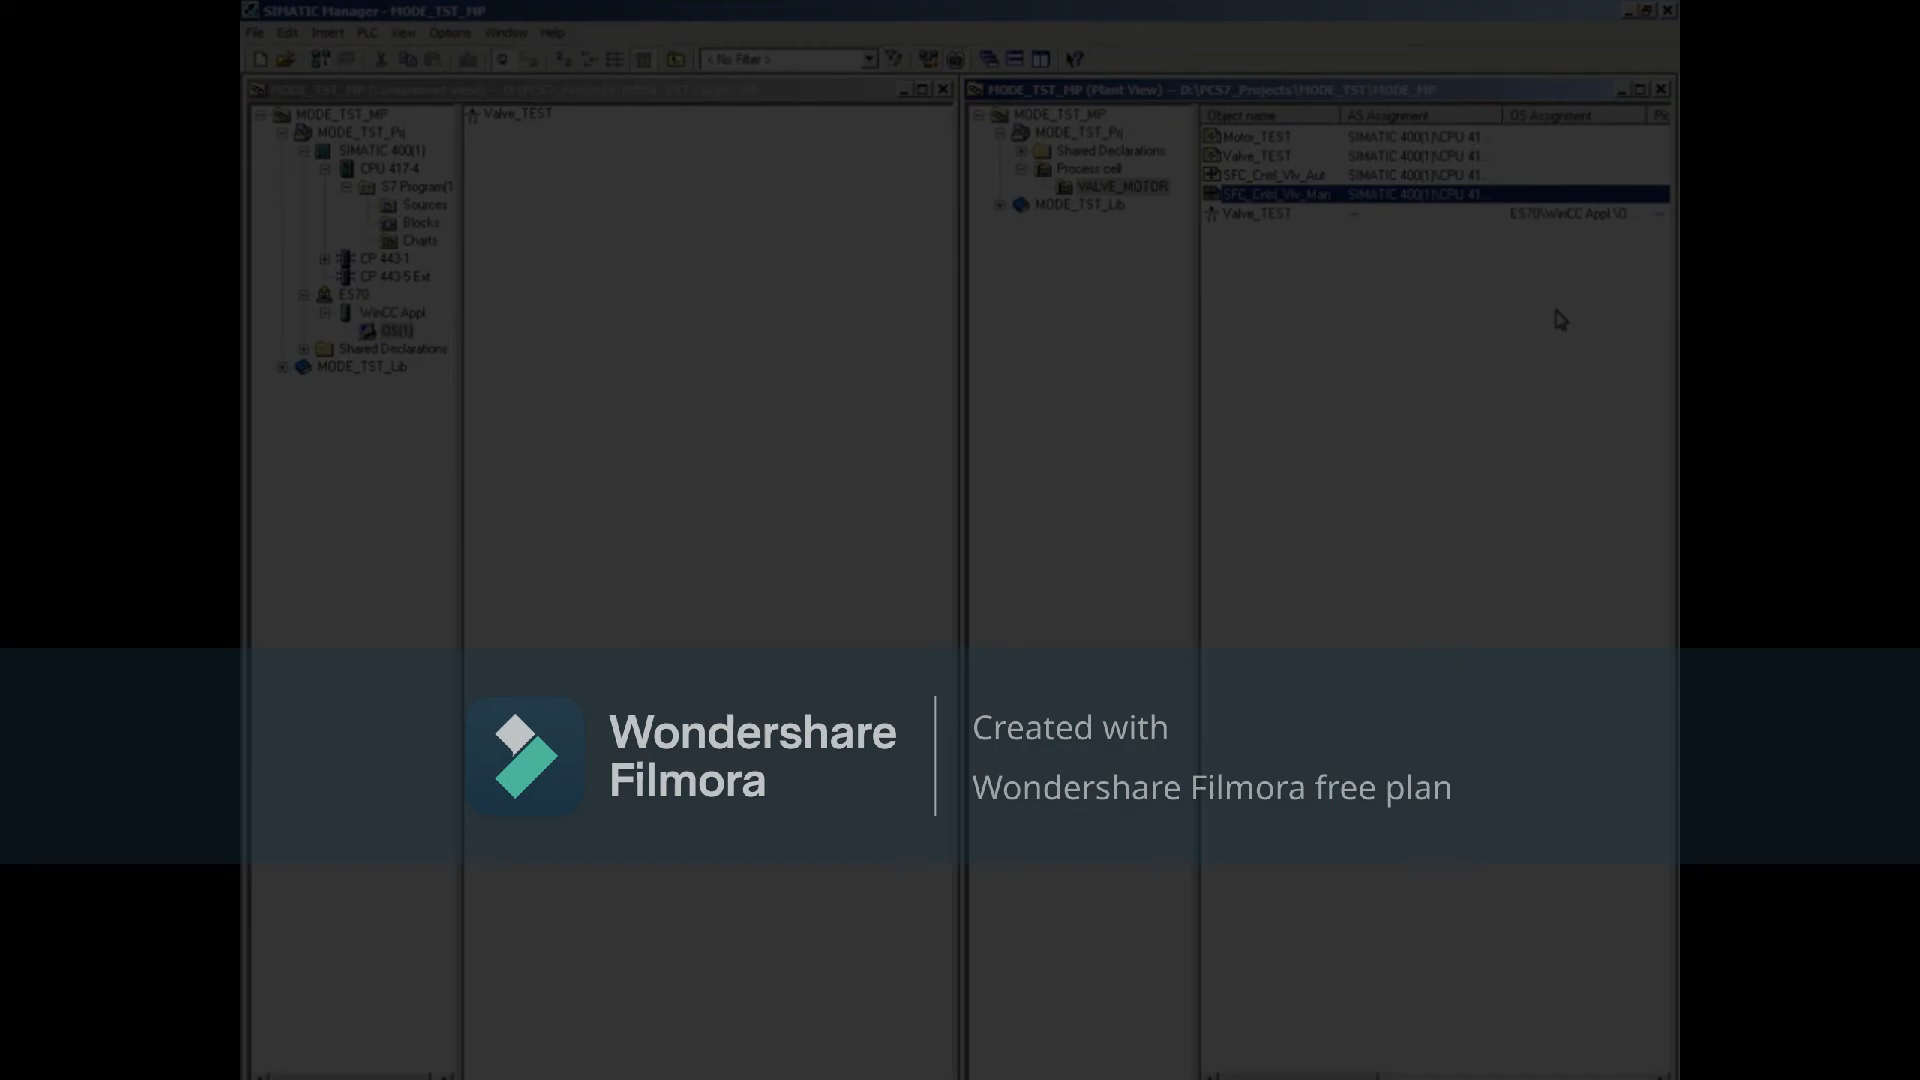 SIMATIC Manager - MODE_TST_MP
File Edit Insert PLC View Options Window Help
< No Filter >
MODE_TST_MP
MODE_TST_Prj
SIMATIC 400(1)
CPU 417-4
S7 Program(1
Sources
Blocks
Charts
CP 443-1
CP 443-5 Ext
ES70
WinCC Appl
OS(1)
Shared Declarations
MODE_TST_Lib
Valve_TEST
MODE_TST_MP (Plant View) -- D:\PCS7_Projects\MODE_TST\MODE_MP
MODE_TST_MP
MODE_TST_Prj
Shared Declarations
Process cell
VALVE_MOTOR
MODE_TST_Lib
Object name AS Assignment OS Assignment Pic
Motor_TEST SIMATIC 400(1)\CPU 41...
Valve_TEST SIMATIC 400(1)\CPU 41...
SFC_Cntrl_Vlv_Aut SIMATIC 400(1)\CPU 41...
SFC_Cntrl_Vlv_Man SIMATIC 400(1)\CPU 41...
Valve_TEST -- ES70\WinCC Appl.\O... --
Wondershare
Filmora
Created with
Wondershare Filmora free plan